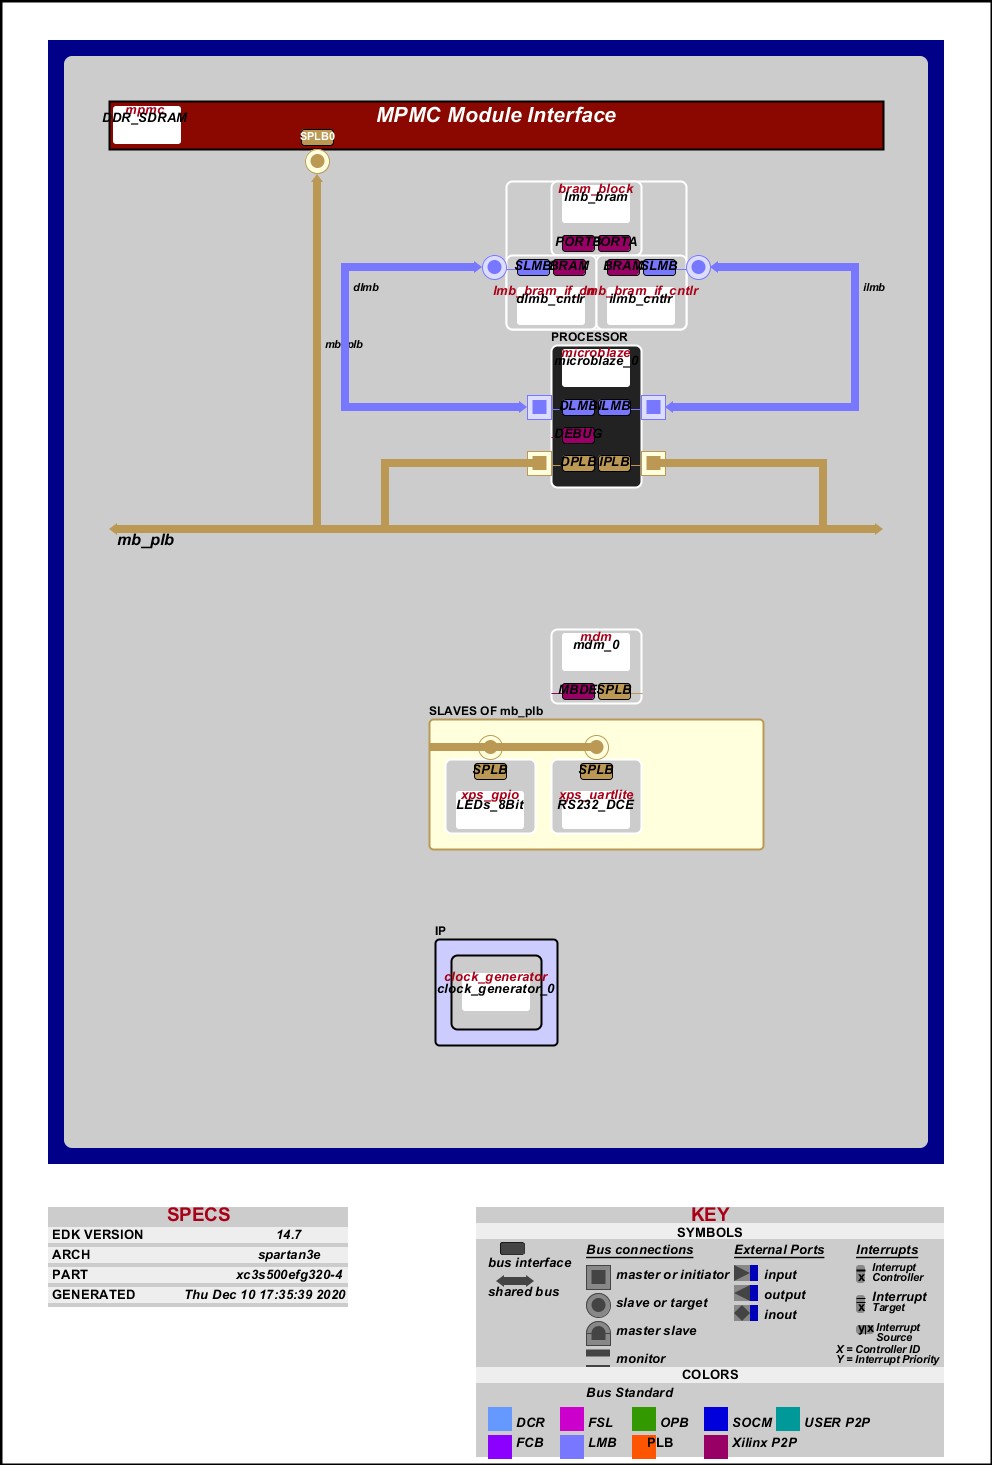 mpmc
DDR_SDRAM
MPMC Module Interface
SPLB0
bram_block
lmb_bram
PORTB PORTA
SLMB BRAM BRAM SLMB
lmb_bram_if_cntlr
dlmb_cntlr ilmb_cntlr
dlmb
ilmb
PROCESSOR
mb_plb
microblaze
microblaze_0
DLMB ILMB
DEBUG
DPLB IPLB
mb_plb
mdm
mdm_0
SPLB
SLAVES OF mb_plb
SPLB SPLB
xps_gpio xps_uartlite
LEDs_8Bit RS232_DCE
IP
clock_generator
clock_generator_0
SPECS
EDK VERSION 14.7
ARCH spartan3e
PART xc3s500efg320-4
GENERATED Thu Dec 10 17:35:39 2020
KEY
SYMBOLS
bus interface
shared bus
Bus connections
master or initiator
slave or target
master slave
monitor
External Ports
input
output
inout
Interrupts
Interrupt
Controller
x
Interrupt
Target
x
y x Interrupt
Source
X = Controller ID
Y = Interrupt Priority
COLORS
Bus Standard
DCR FSL OPB SOCM USER P2P
FCB LMB PLB Xilinx P2P